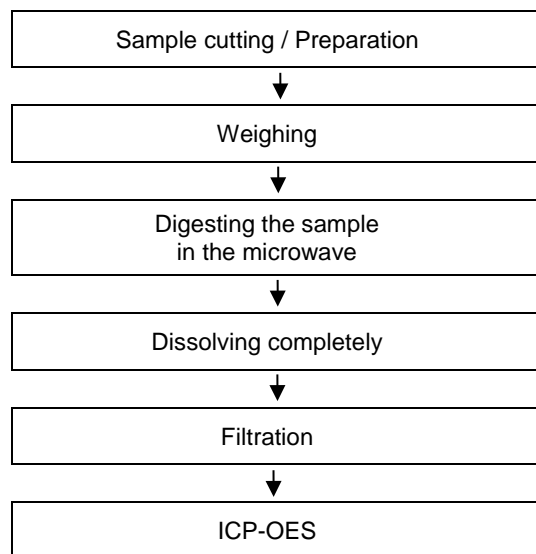 Sample cutting / Preparation
Weighing
Digesting the sample
in the microwave
Dissolving completely
Filtration
ICP-OES